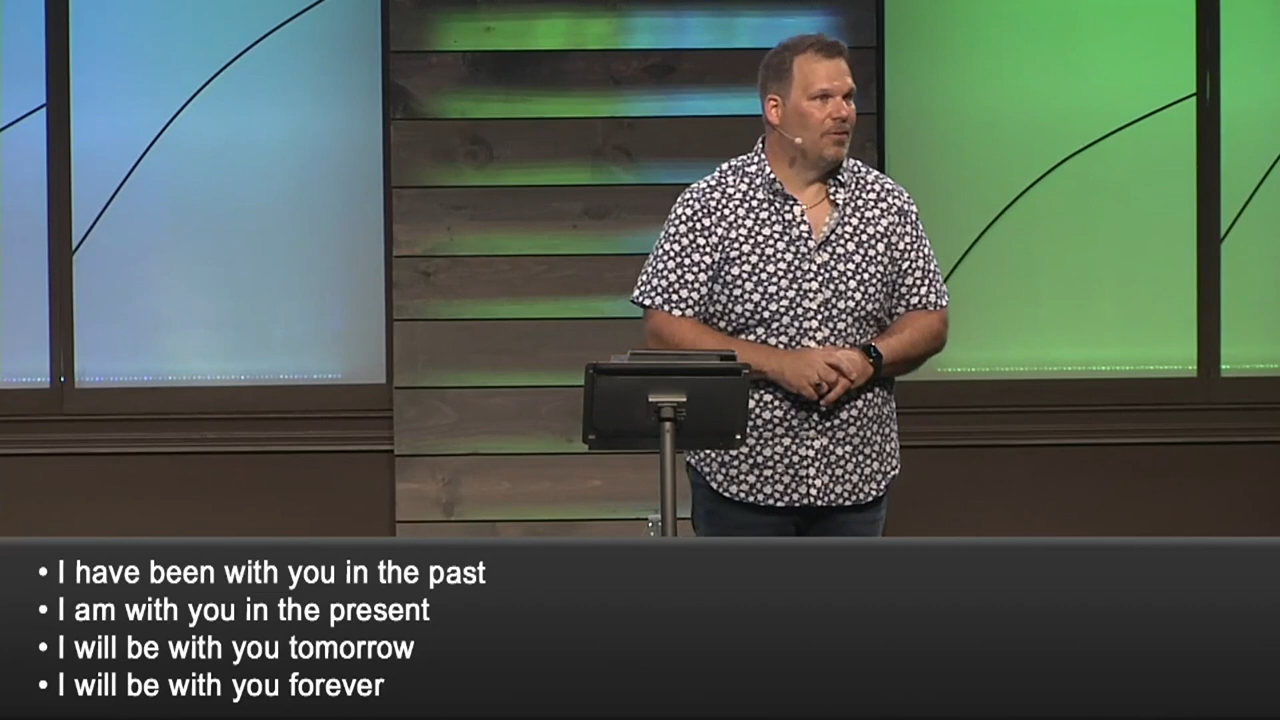 • I have been with you in the past
• I am with you in the present
• I will be with you tomorrow
• I will be with you forever